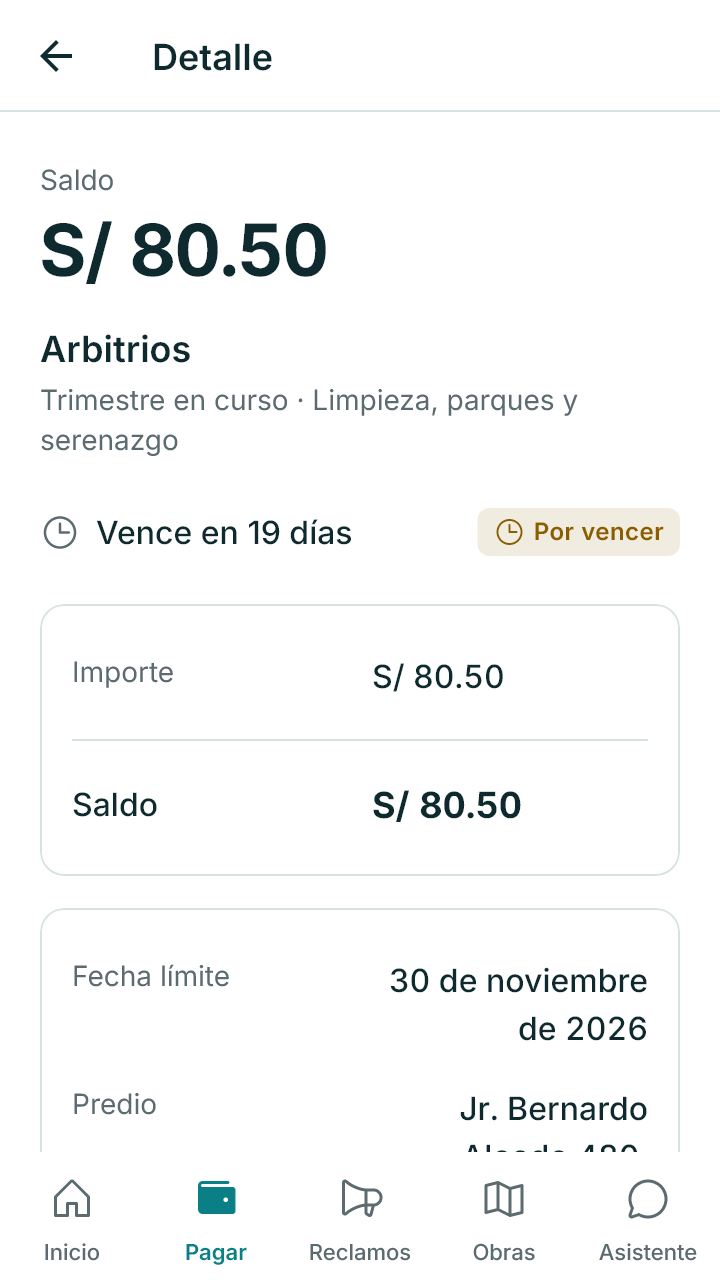 Detalle
Saldo
S/ 80.50
Arbitrios
Trimestre en curso · Limpieza, parques y
serenazgo
Vence en 19 días
Por vencer
Importe
S/ 80.50
Saldo
S/ 80.50
Fecha límite
30 de noviembre
de 2026
Predio
Jr. Bernardo
Inicio
Pagar
Reclamos
Obras
Asistente